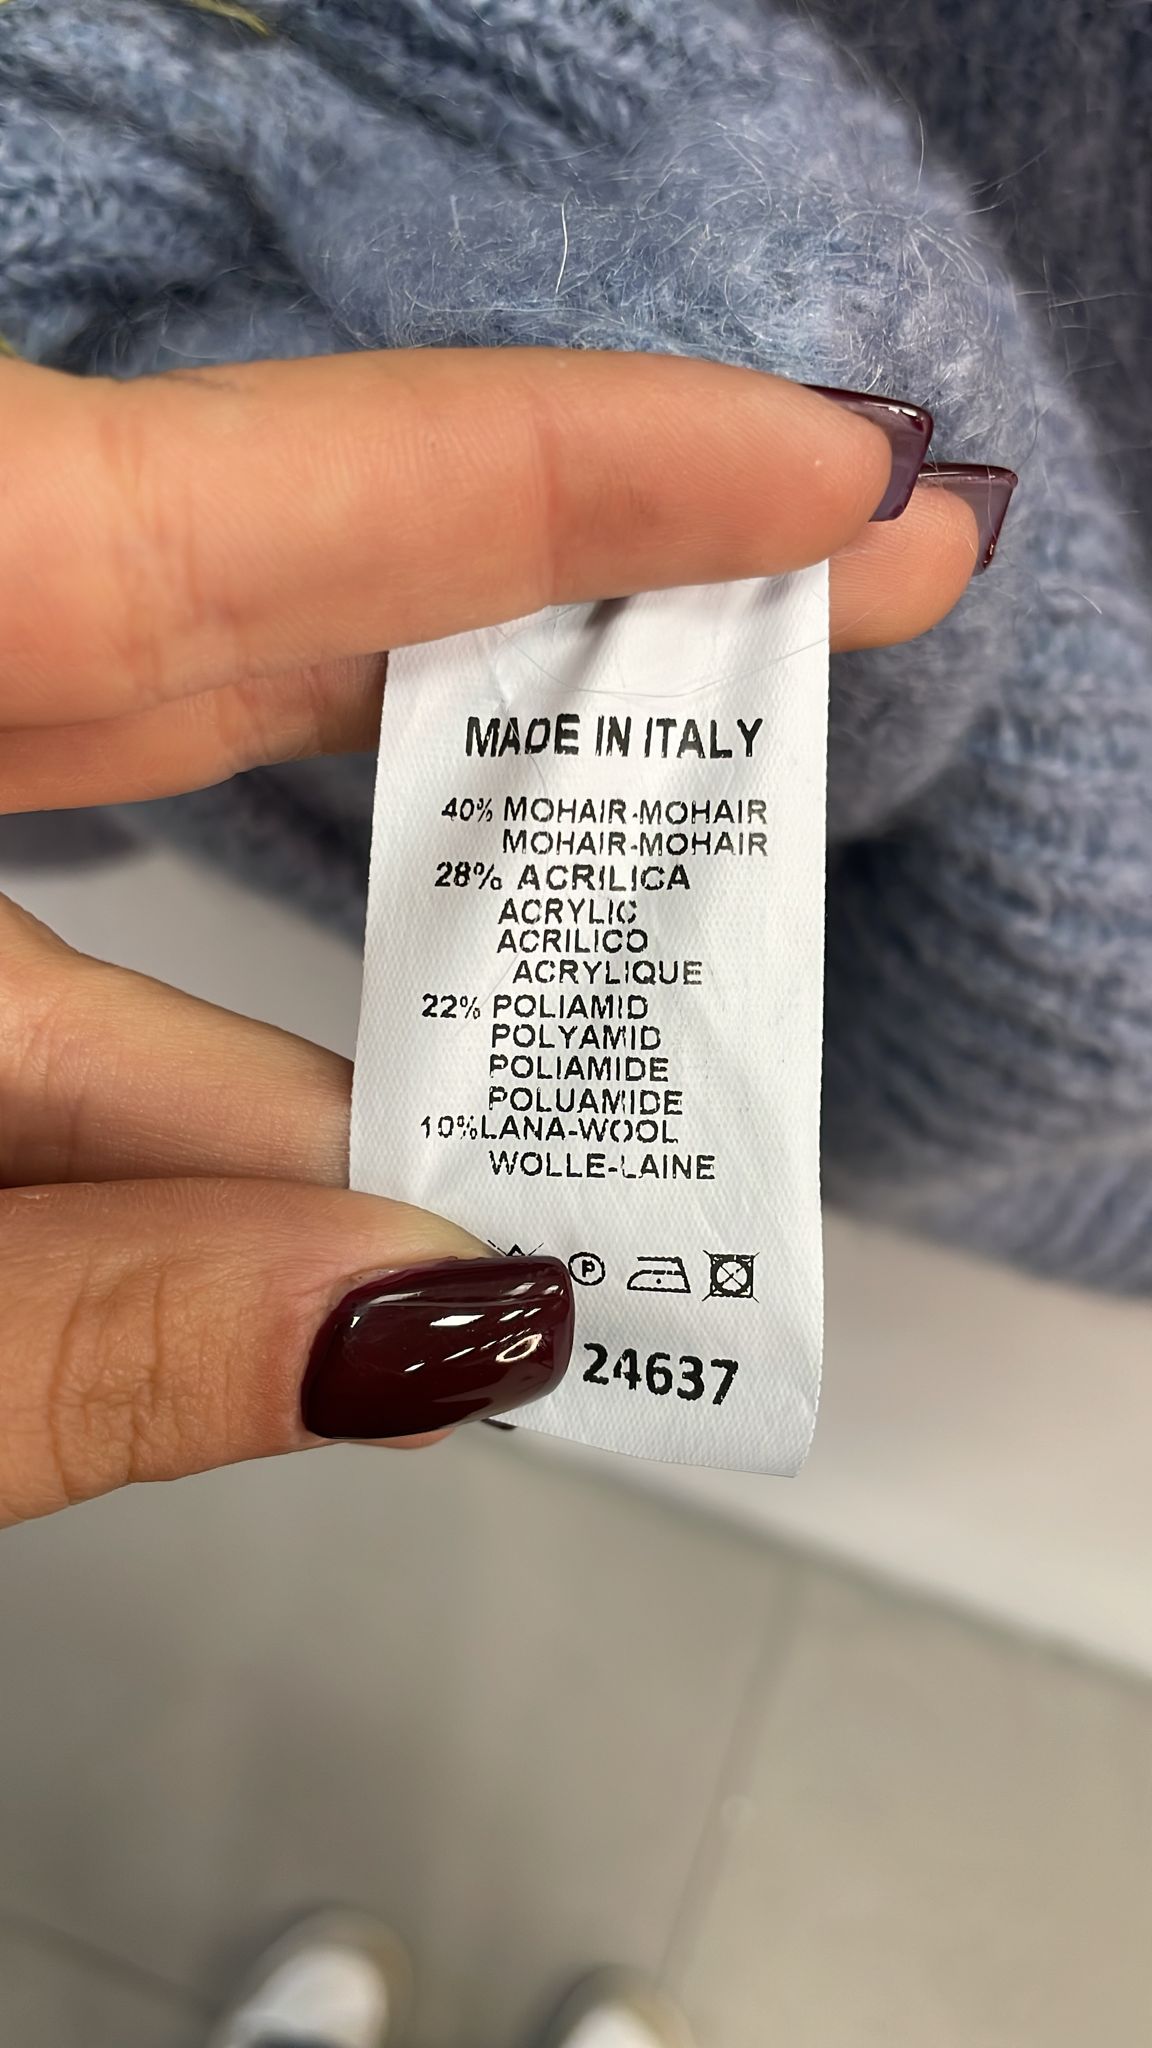 MADE IN ITALY
40% MOHAIR-MOHAIR
MOHAIR-MOHAIR
28% ACRILICA
ACRYLIC
ACRILICO
ACRYLIQUE
22% POLIAMID
POLYAMID
POLIAMIDE
POLUAMIDE
10%LANA-WOOL
WOLLE-LAINE
P
24637